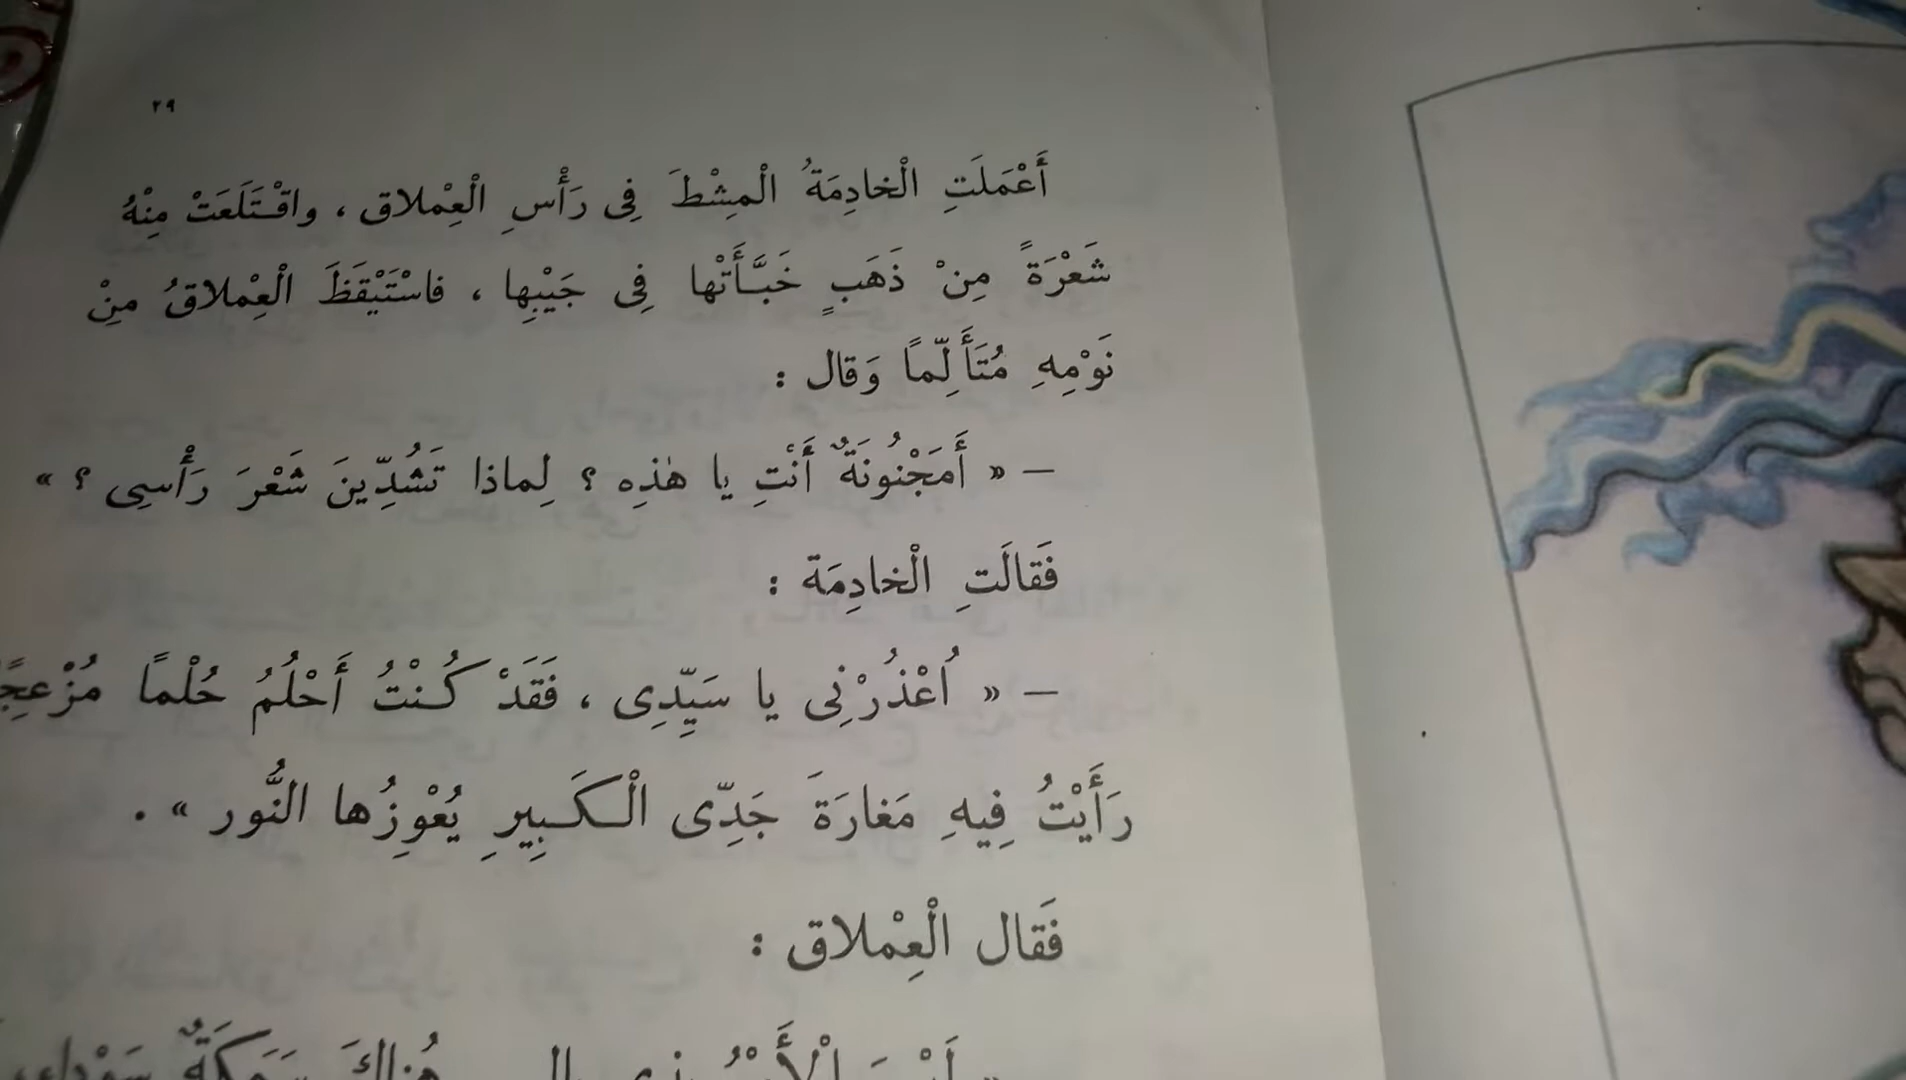 ٢٩
أَعْمَلَتِ الْخادِمَةُ الْمِشْطَ فِى رَأْسِ الْعِمْلاق ، واقْتَلَعَتْ مِنْهُ
شَعْرَةً مِنْ ذَهَبٍ خَبَّأَتْها فِى جَيْبِها ، فاسْتَيْقَظَ الْعِمْلاقُ مِنْ
نَوْمِهِ مُتَأَلِّماً وَقال :
— « أَمَجْنُونَةٌ أَنْتِ يا هٰذِه ؟ لِماذا تَشُدِّينَ شَعْرَ رَأْسِى ؟ »
فَقالَتِ الْخادِمَة :
— « اُعْذُرْنِى يا سَيِّدِى ، فَقَدْ كُنْتُ أَحْلُمُ حُلْماً
رَأَيْتُ فِيهِ مَغارَةَ جَدِّى الْكَبِيرِ يُعْوِزُها النُّور » .
فَقال الْعِمْلاق :
هُناكَ سَمَكَةٌ